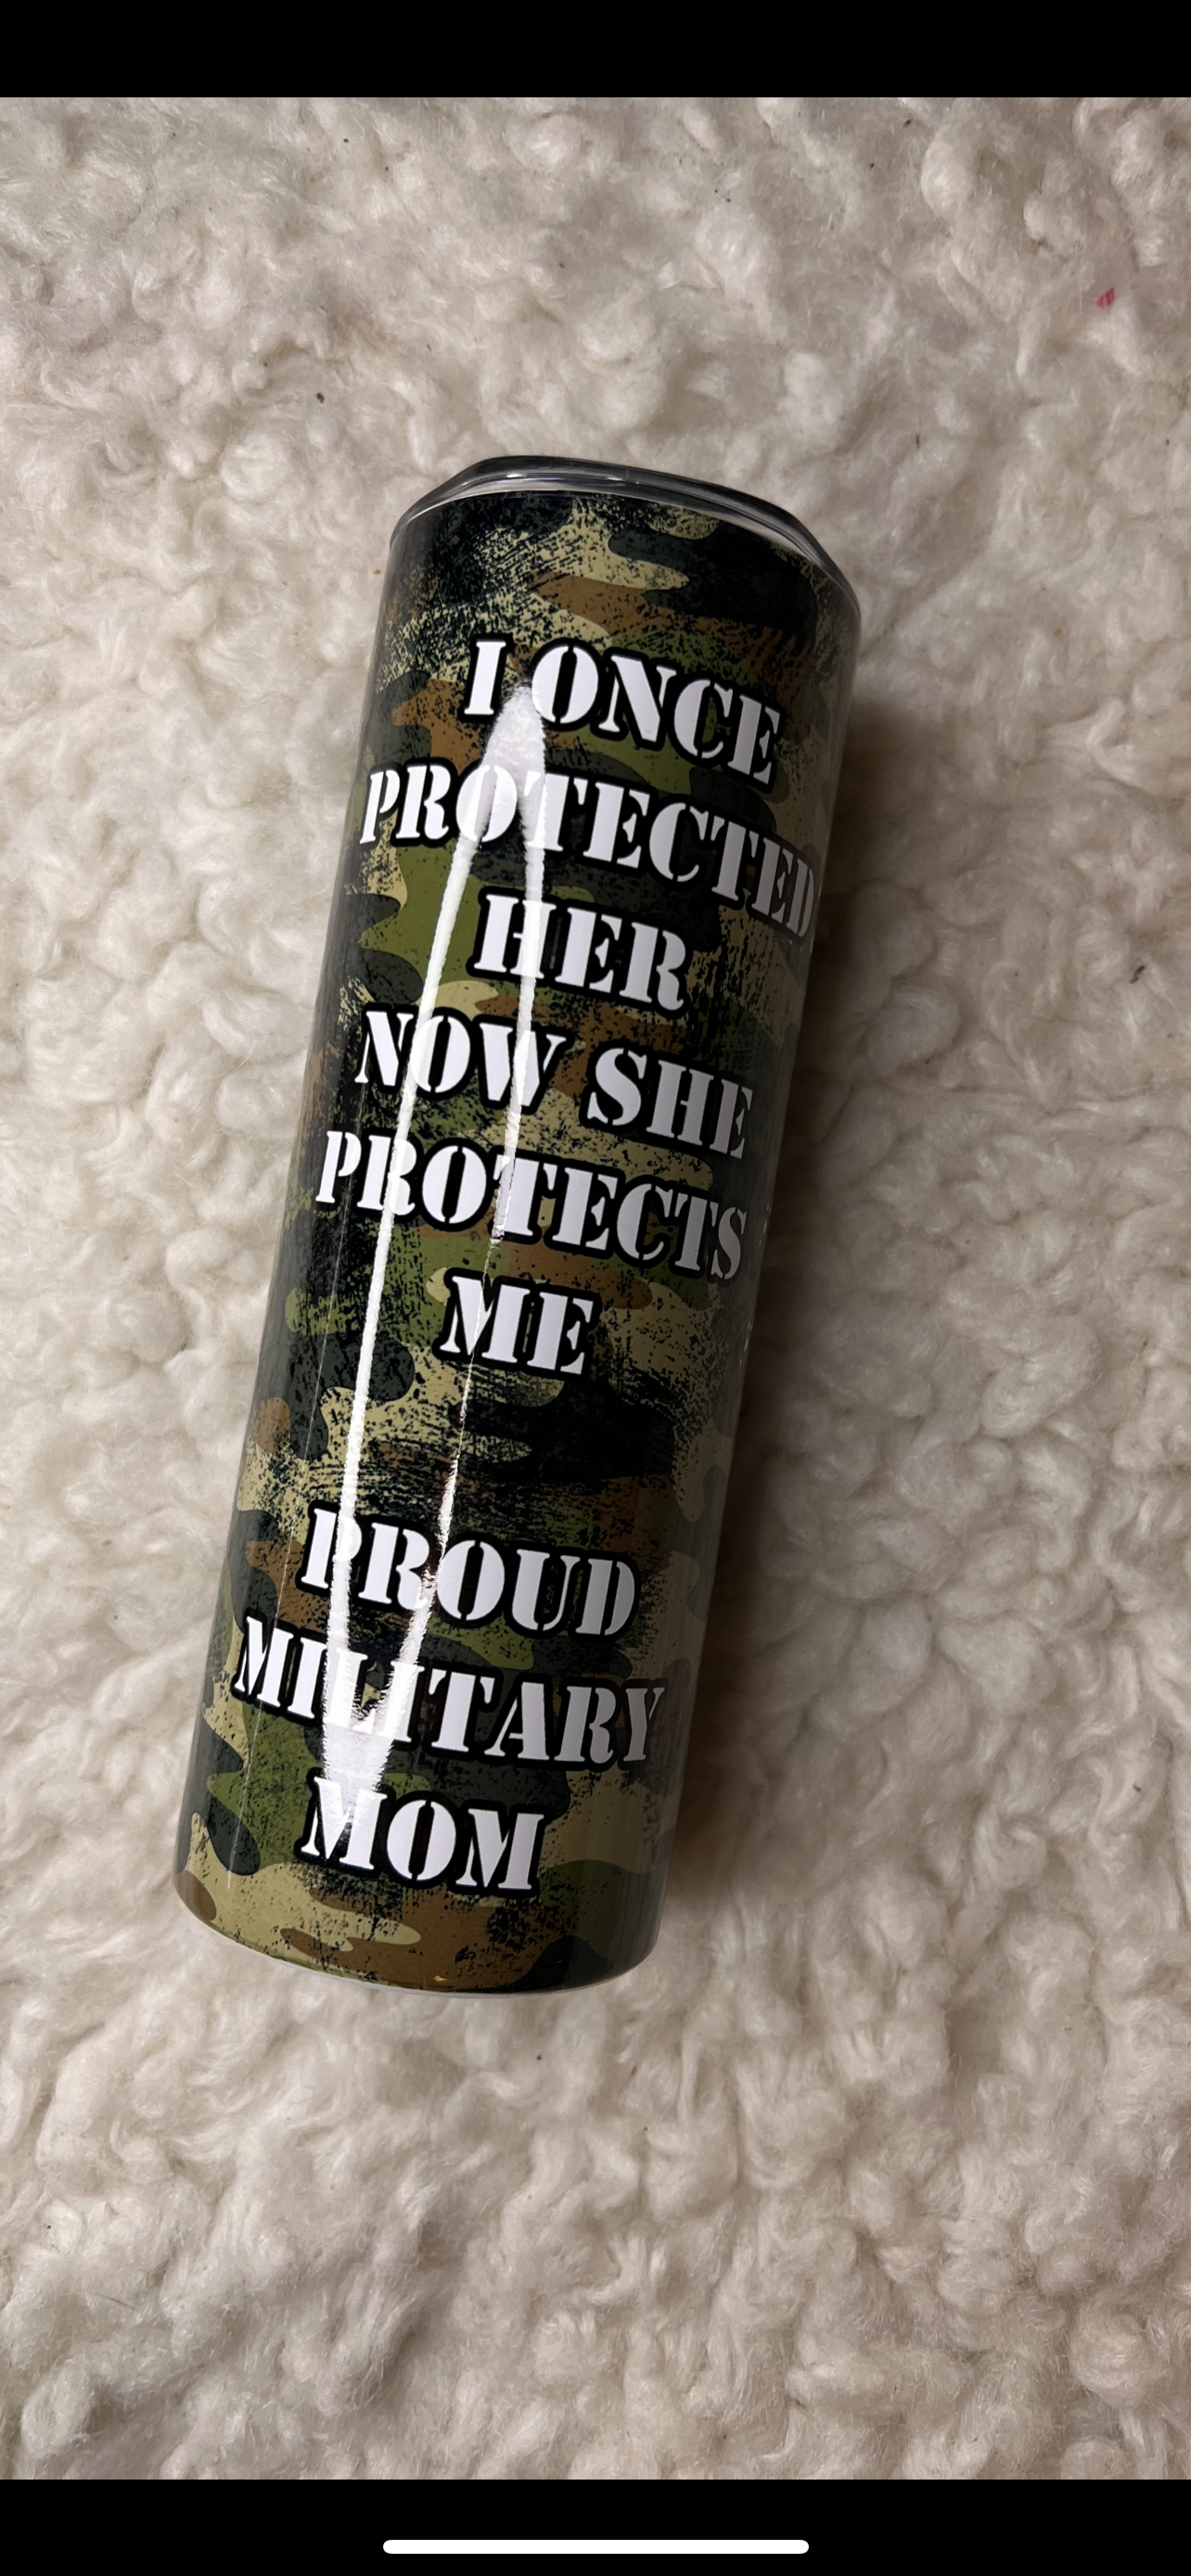 I ONCE
PROTECTED
HER
NOW SHE
PROTECTS
ME
PROUD
MILITARY
MOM